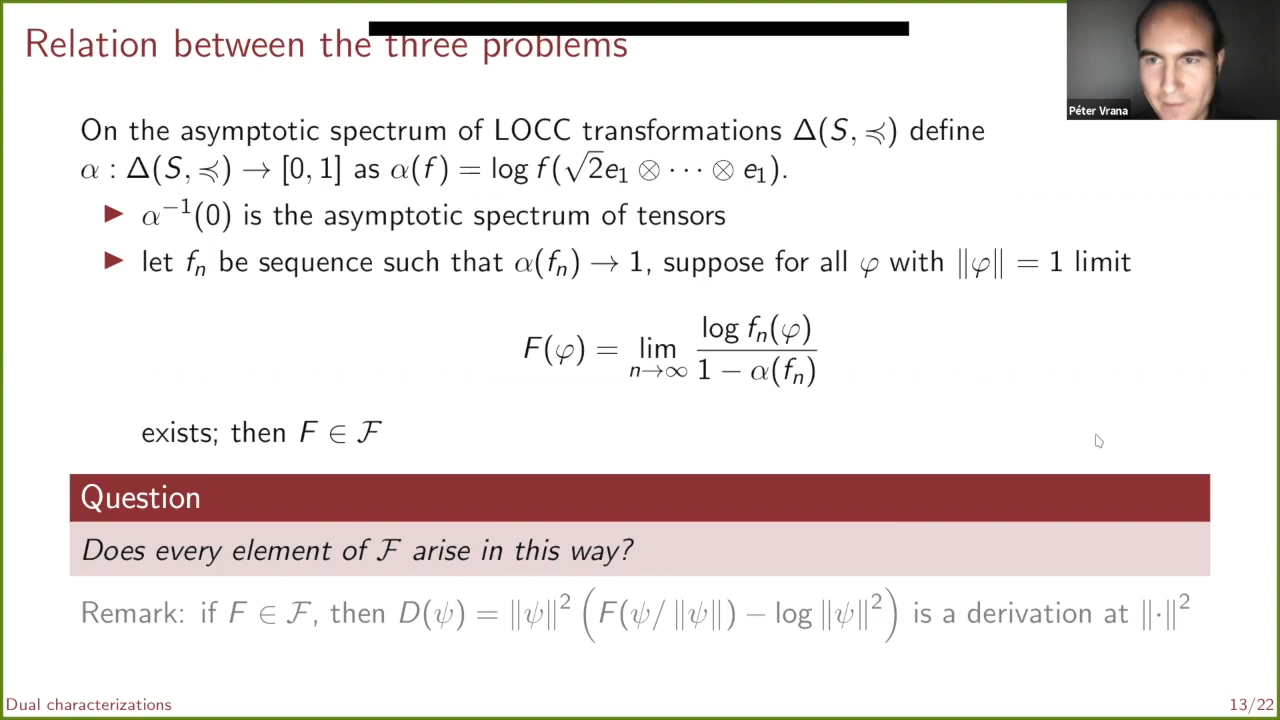 Relation between the three problems
Péter Vrana
On the asymptotic spectrum of LOCC transformations Δ(S, ≼) define
α : Δ(S, ≼) → [0, 1] as α(f) = log f(√2e₁ ⊗ ⋯ ⊗ e₁).
▶ α⁻¹(0) is the asymptotic spectrum of tensors
▶ let fₙ be sequence such that α(fₙ) → 1, suppose for all φ with ‖φ‖ = 1 limit
F(φ) = lim_{n→∞} log fₙ(φ) / (1 − α(fₙ))
exists; then F ∈ ℱ
Question
Does every element of ℱ arise in this way?
Remark: if F ∈ ℱ, then D(ψ) = ‖ψ‖² (F(ψ/ ‖ψ‖) − log ‖ψ‖²) is a derivation at ‖·‖²
Dual characterizations
13/22